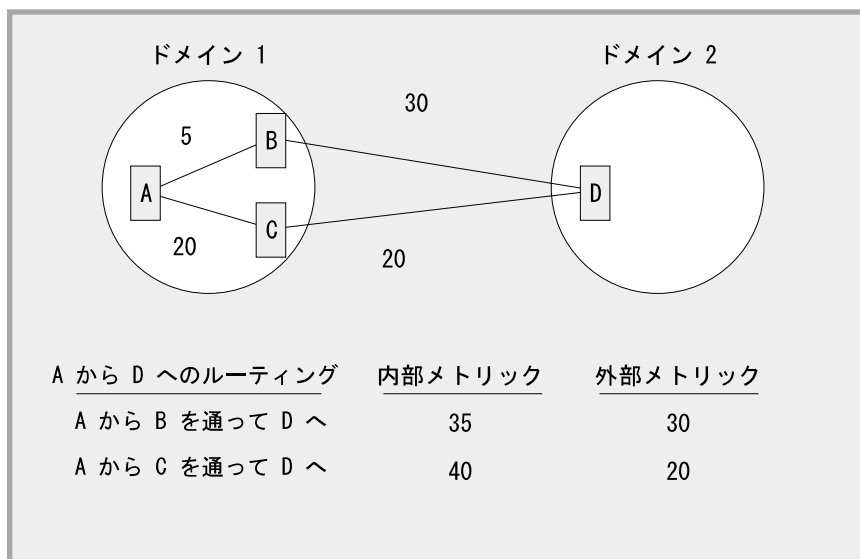 ドメイン 1
ドメイン 2
30
5
B
A
D
C
20
20
A から D へのルーティング 内部メトリック 外部メトリック
A から B を通って D へ 35 30
A から C を通って D へ 40 20